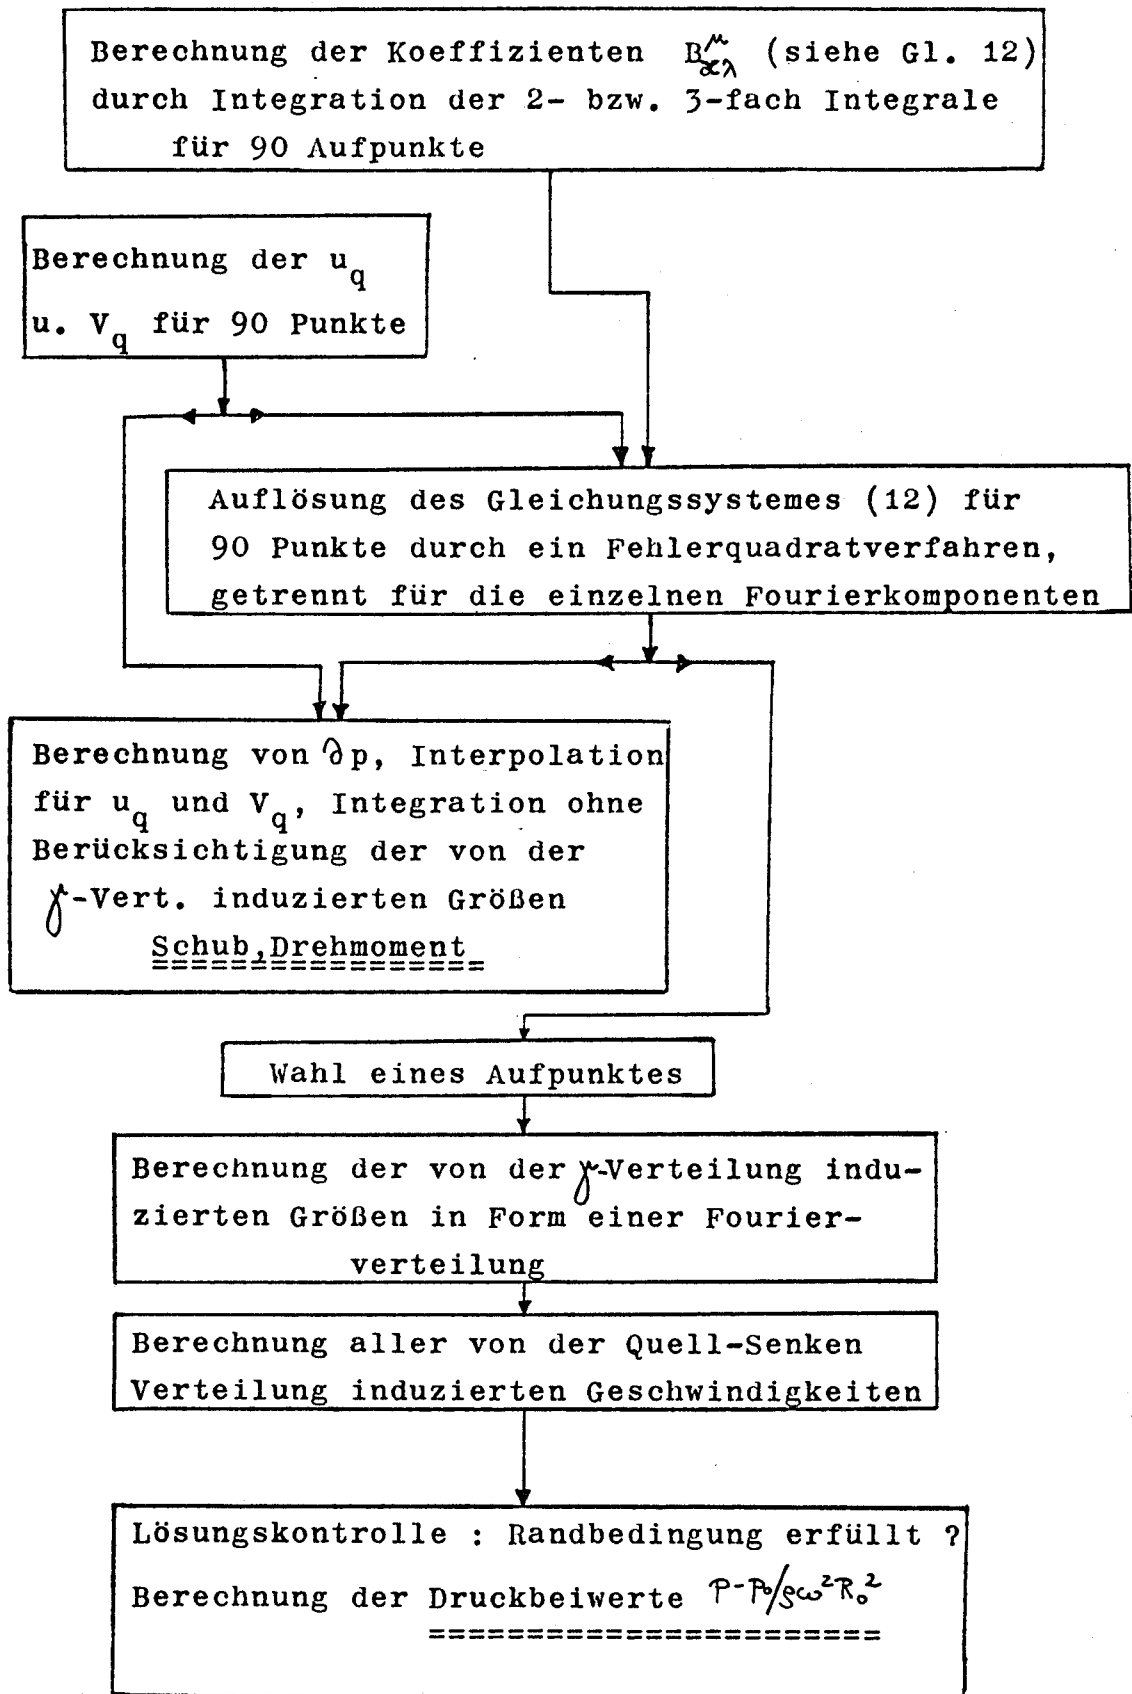 Berechnung der Koeffizienten B^μ_ϰλ (siehe Gl. 12)
durch Integration der 2- bzw. 3-fach Integrale
für 90 Aufpunkte
Berechnung der u_q
u. V_q für 90 Punkte
Auflösung des Gleichungssystemes (12) für
90 Punkte durch ein Fehlerquadratverfahren,
getrennt für die einzelnen Fourierkomponenten
Berechnung von ∂p, Interpolation
für u_q und V_q, Integration ohne
Berücksichtigung der von der
γ-Vert. induzierten Größen
Schub,Drehmoment
Wahl eines Aufpunktes
Berechnung der von der γ-Verteilung indu-
zierten Größen in Form einer Fourier-
verteilung
Berechnung aller von der Quell-Senken
Verteilung induzierten Geschwindigkeiten
Lösungskontrolle : Randbedingung erfüllt ?
Berechnung der Druckbeiwerte P-P₀/ρω²R₀²